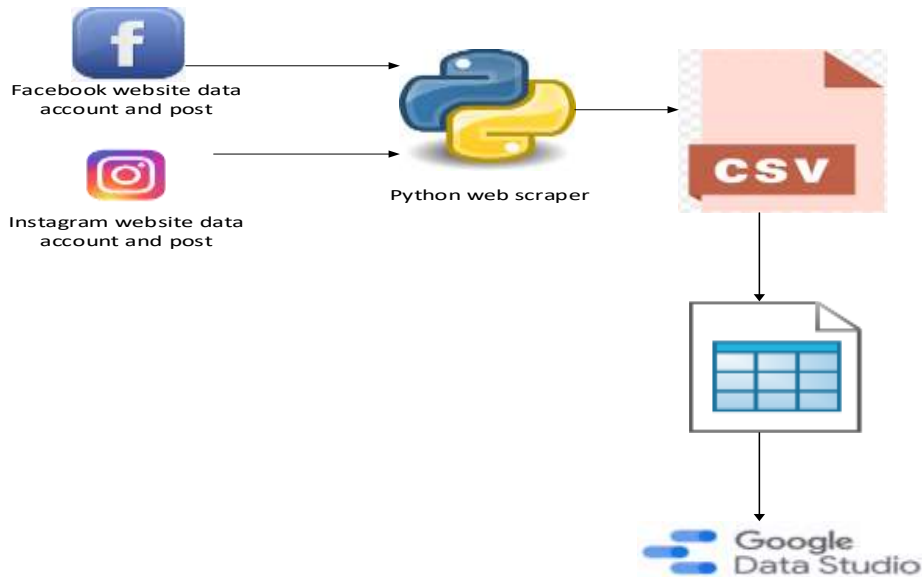 f
Facebook website data
account and post
Instagram website data
account and post
Python web scraper
CSV
Google
Data Studio